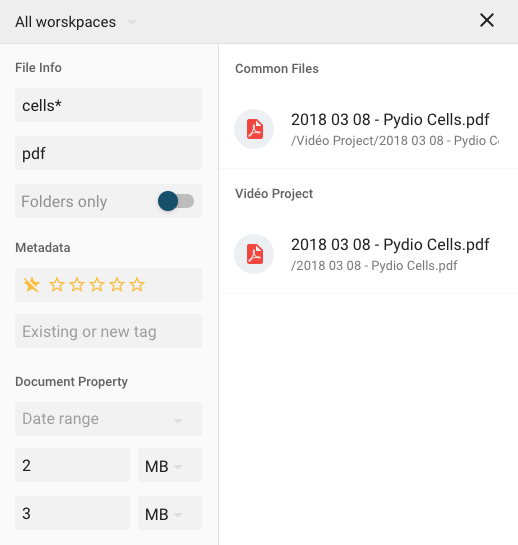 All worskpaces
File Info
cells*
pdf
Folders only
Metadata
Existing or new tag
Document Property
Date range
2 MB
3 MB
Common Files
2018 03 08 - Pydio Cells.pdf
/Vidéo Project/2018 03 08 - Pydio C
Vidéo Project
2018 03 08 - Pydio Cells.pdf
/2018 03 08 - Pydio Cells.pdf